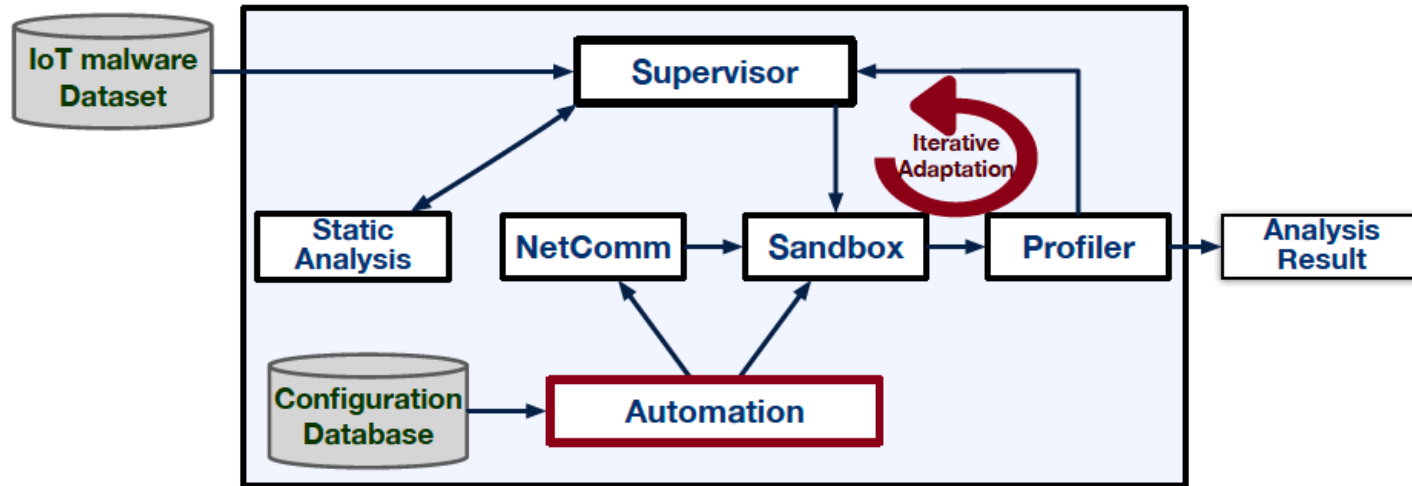 IoT malware
Dataset
Supervisor
Iterative
Adaptation
Static
Analysis
NetComm
Sandbox
Profiler
Analysis
Result
Configuration
Database
Automation